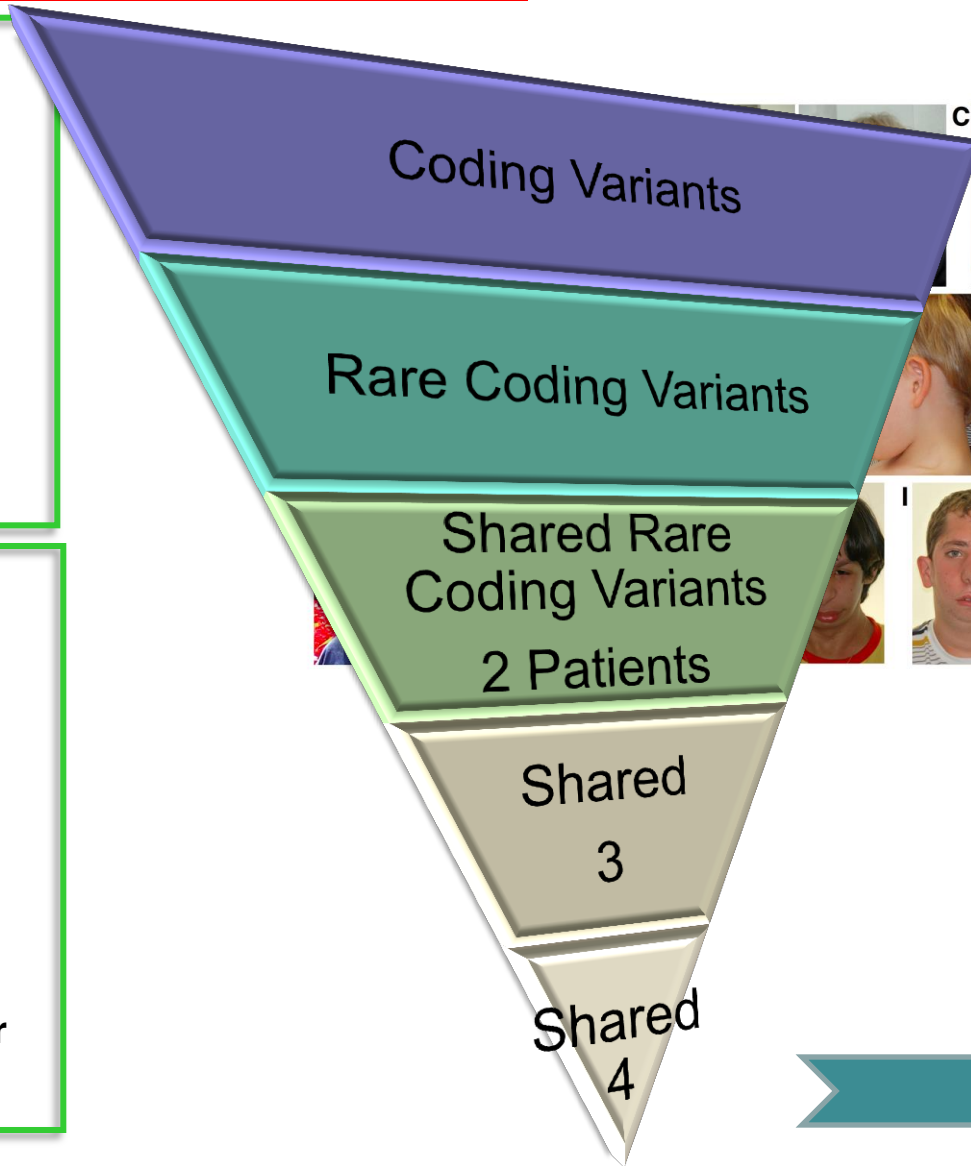 C
Coding Variants
Rare Coding Variants
I
Shared Rare
Coding Variants
2 Patients
Shared
3
r
Shared
4